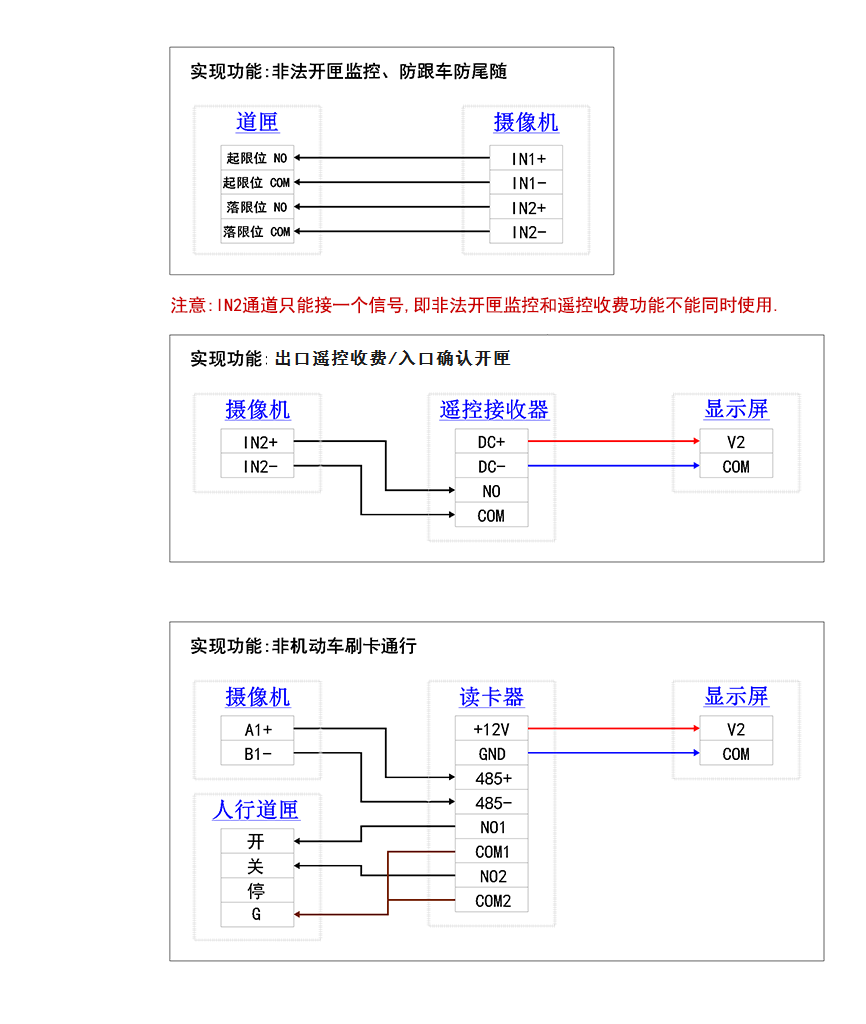 实现功能:非法开匣监控、防跟车防尾随
道匣
摄像机
起限位 NO
IN1+
起限位 COM
IN1-
落限位 NO
IN2+
落限位 COM
IN2-
注意:IN2通道只能接一个信号,即非法开匣监控和遥控收费功能不能同时使用.
实现功能:出口遥控收费/入口确认开匣
摄像机
遥控接收器
显示屏
IN2+
DC+
V2
IN2-
DC-
COM
NO
COM
实现功能:非机动车刷卡通行
摄像机
读卡器
显示屏
A1+
+12V
V2
B1-
GND
COM
485+
485-
人行道匣
开
NO1
关
COM1
停
NO2
G
COM2